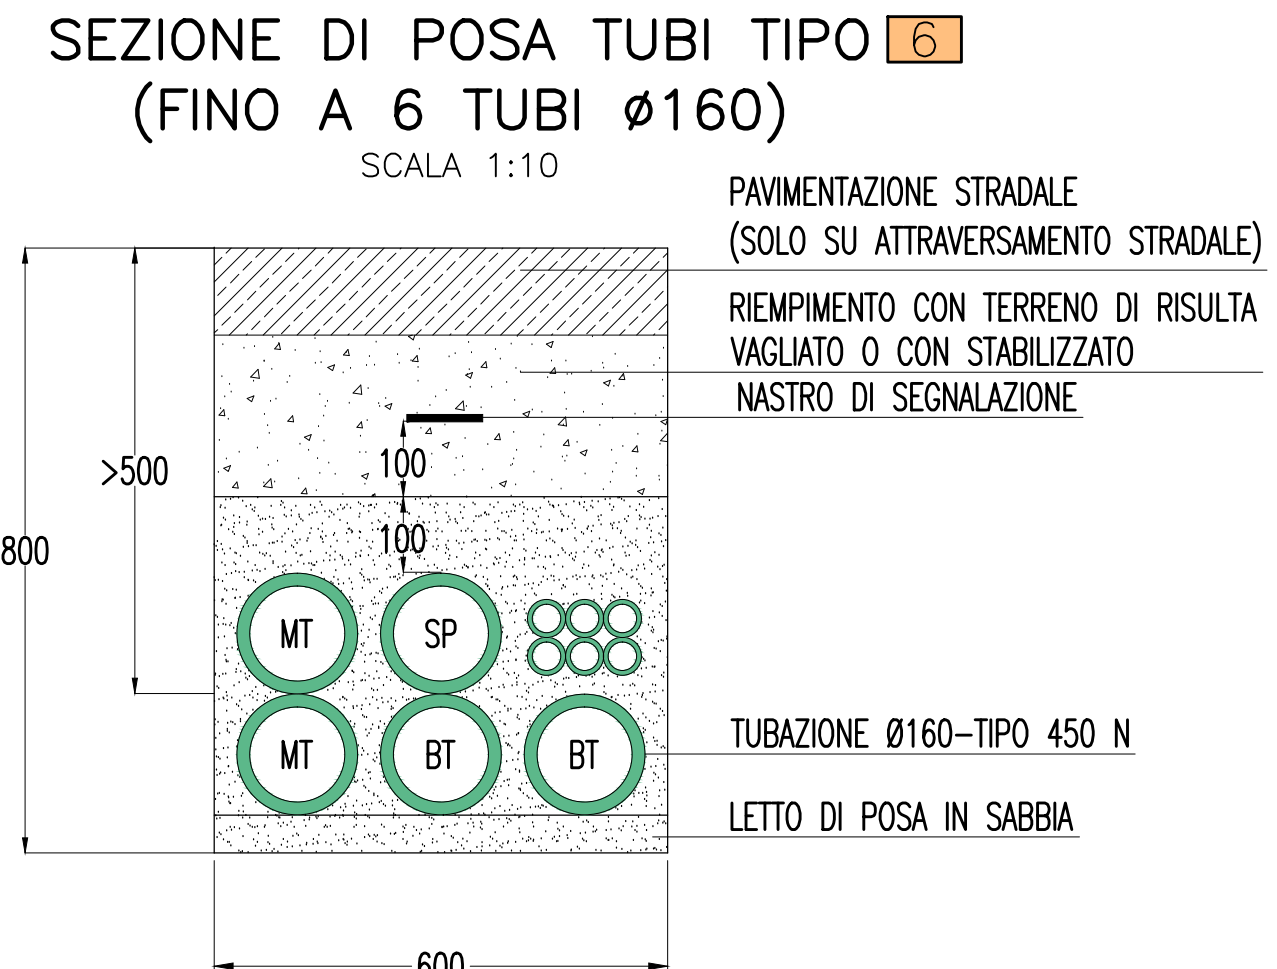 SEZIONE DI POSA TUBI TIPO 6
(FINO A 6 TUBI ø160)
SCALA 1:10
PAVIMENTAZIONE STRADALE
(SOLO SU ATTRAVERSAMENTO STRADALE)
RIEMPIMENTO CON TERRENO DI RISULTA
VAGLIATO O CON STABILIZZATO
NASTRO DI SEGNALAZIONE
>500
100
100
800
MT SP
MT BT BT
TUBAZIONE Ø160-TIPO 450 N
LETTO DI POSA IN SABBIA
600